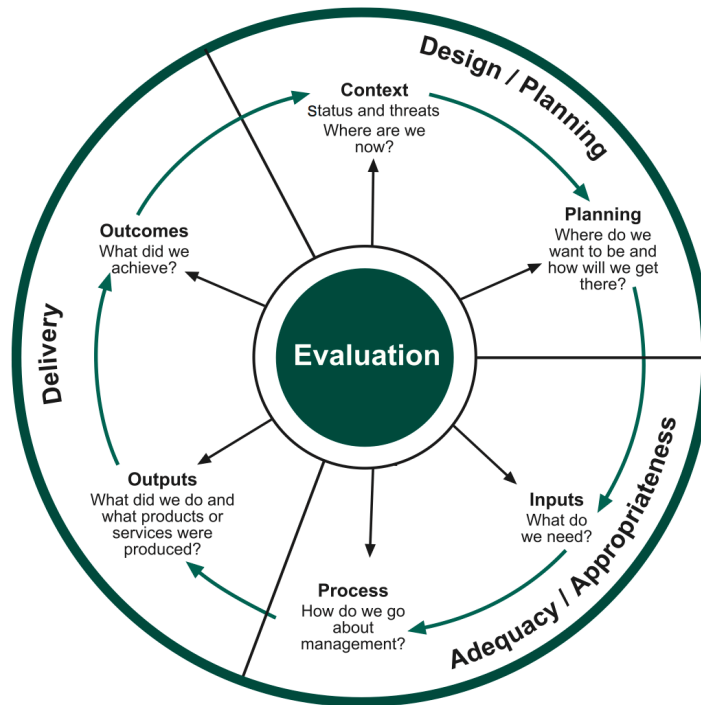 Design / Planning
Context
Status and threats
Where are we
now?
Planning
Where do we
want to be and
how will we get
there?
Outcomes
What did we
achieve?
Delivery
Evaluation
Outputs
What did we do and
what products or
services were
produced?
Inputs
What do
we need?
Process
How do we go
about
management?
Adequacy / Appropriateness